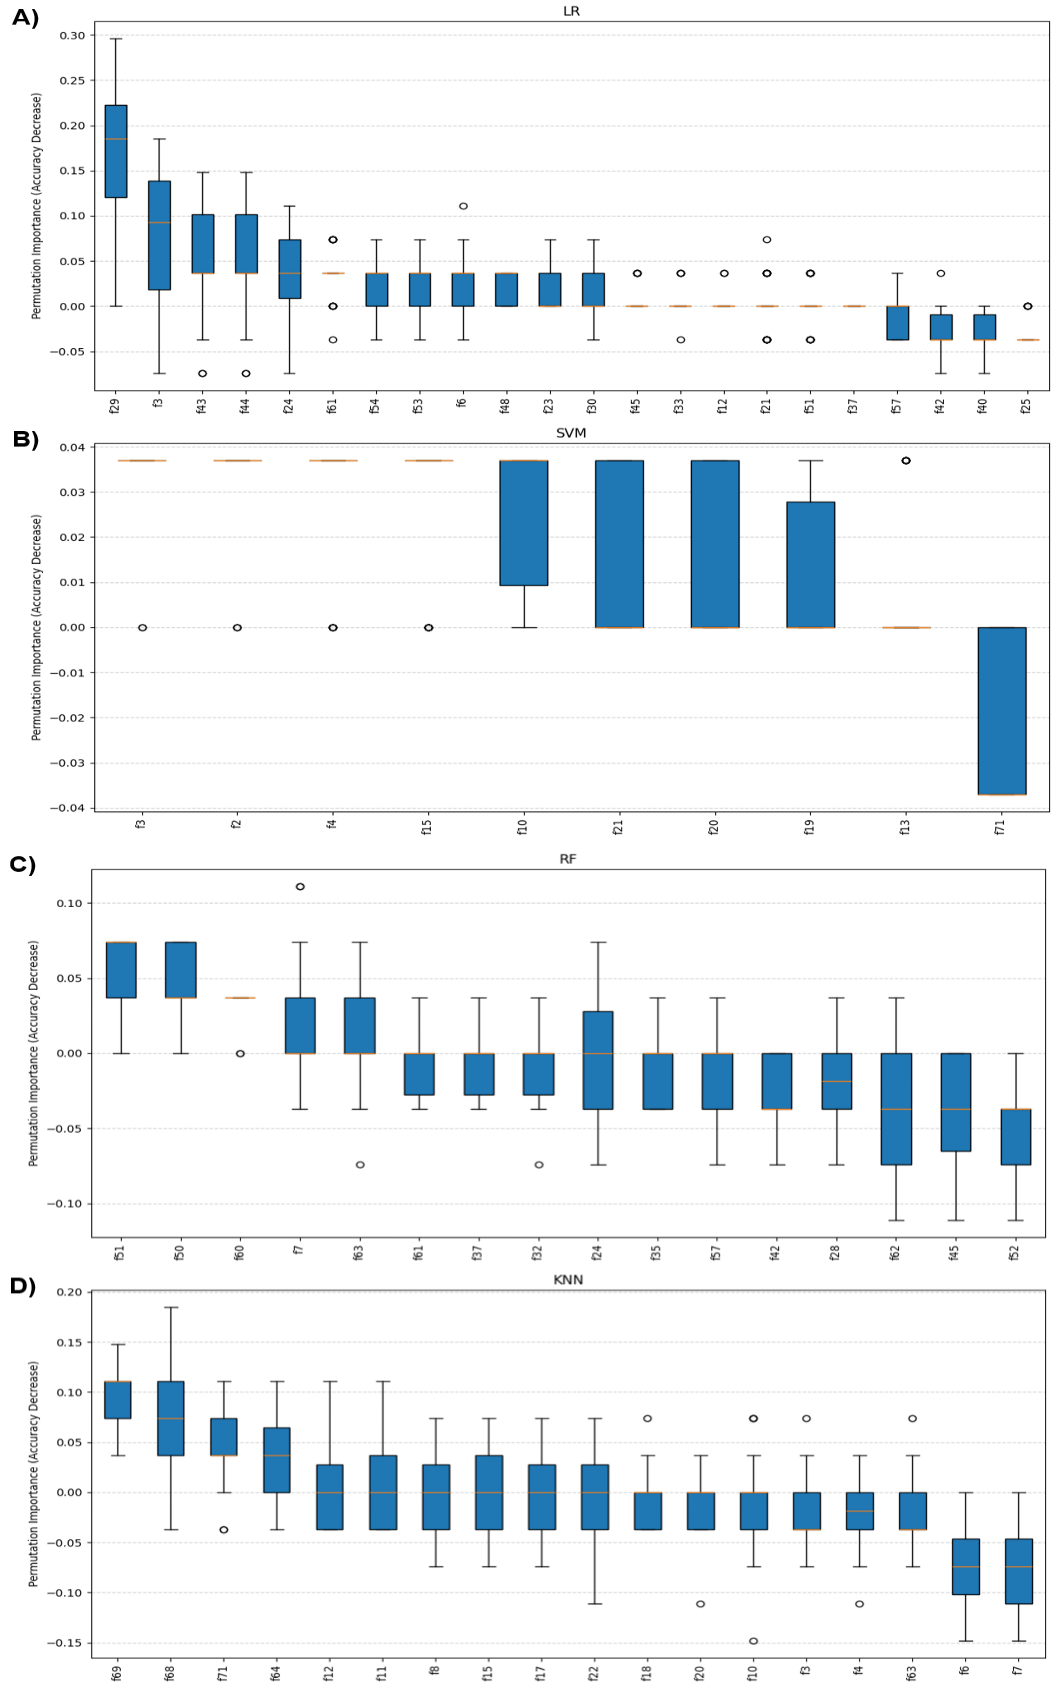 A)
LR
Permutation Importance (Accuracy Decrease)
0.30
0.25
0.20
0.15
0.10
0.05
0.00
−0.05
f29 f3 f43 f44 f24 f61 f54 f53 f6 f48 f23 f30 f45 f33 f12 f21 f51 f37 f57 f42 f40 f25
B)
SVM
Permutation Importance (Accuracy Decrease)
0.04
0.03
0.02
0.01
0.00
−0.01
−0.02
−0.03
−0.04
f3 f2 f4 f15 f10 f21 f20 f19 f13 f71
C)
RF
Permutation Importance (Accuracy Decrease)
0.10
0.05
0.00
−0.05
−0.10
f51 f50 f60 f7 f63 f61 f37 f32 f24 f35 f57 f42 f28 f62 f45 f52
D)
KNN
Permutation Importance (Accuracy Decrease)
0.20
0.15
0.10
0.05
0.00
−0.05
−0.10
−0.15
f69 f68 f71 f64 f12 f11 f8 f15 f17 f22 f18 f20 f10 f3 f4 f63 f6 f7